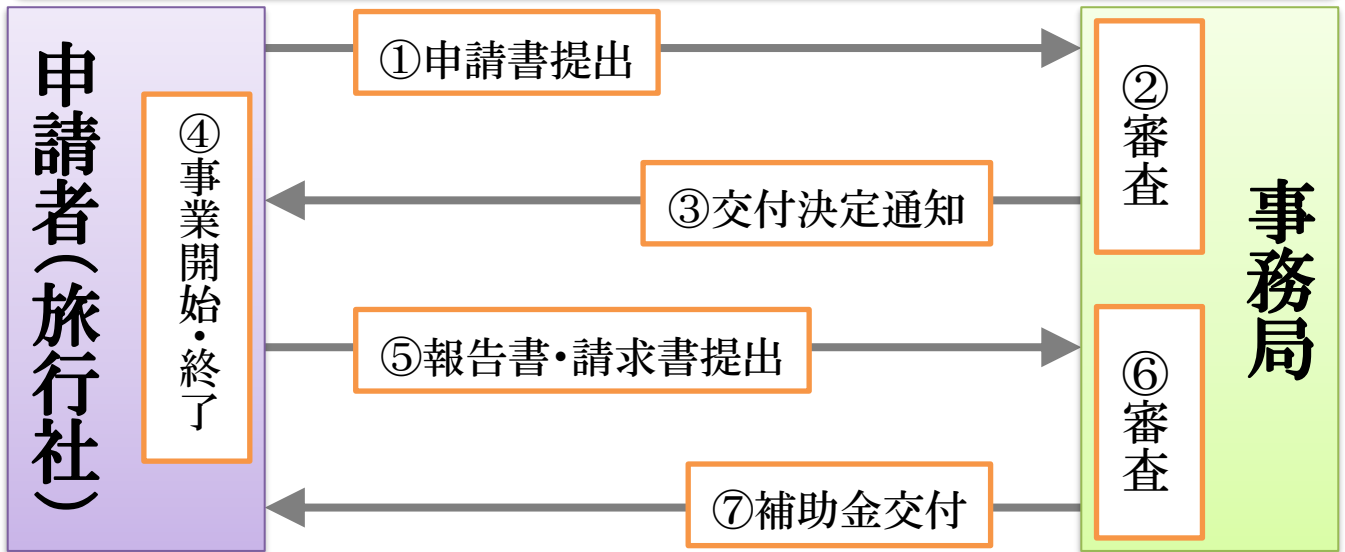 申請者(旅行社)
①申請書提出
②審査
③交付決定通知
④事業開始・終了
⑤報告書・請求書提出
⑥審査
⑦補助金交付
事務局